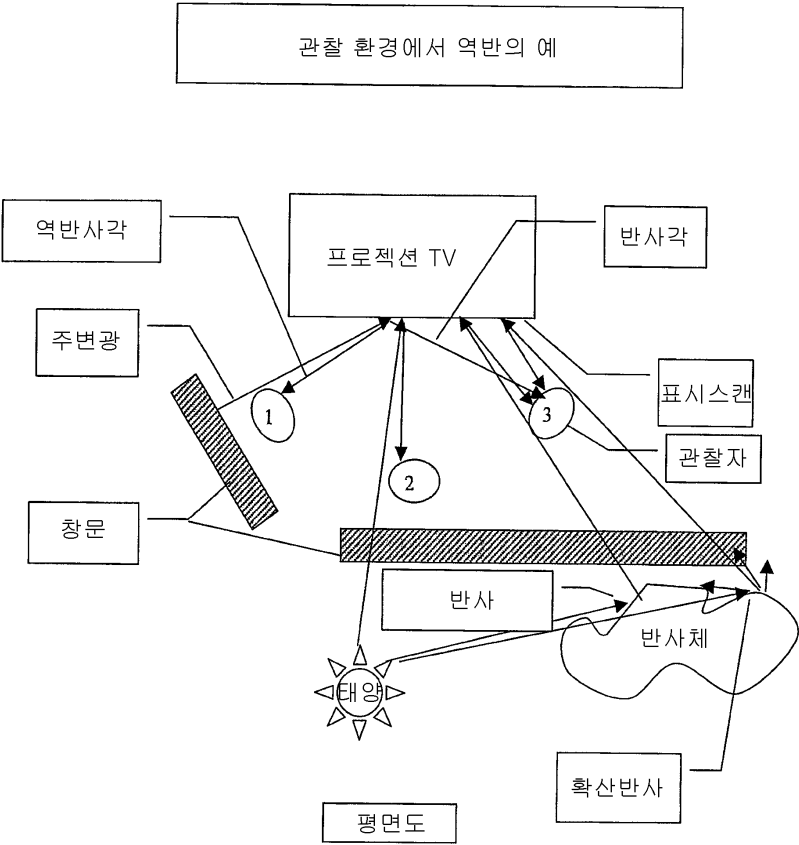 관찰 환경에서 역반의 예
역반사각
프로젝션 TV
반사각
주변광
표시스캔
1
3
관찰자
2
창문
반사
반사체
태양
확산반사
평면도